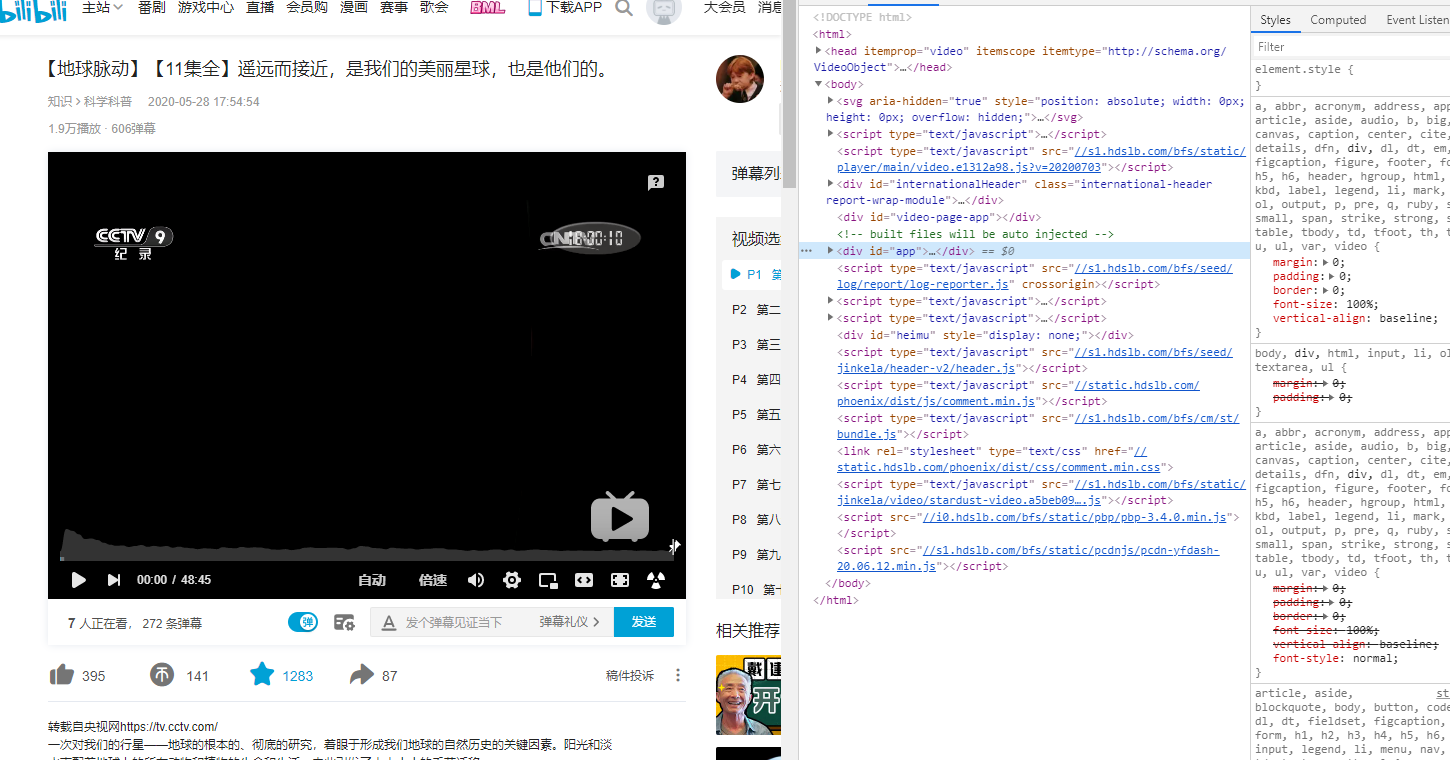 bilibili 主站 番剧 游戏中心 直播 会员购 漫画 赛事 歌会 BML 下载APP 大会员 消息
【地球脉动】【11集全】遥远而接近，是我们的美丽星球，也是他们的。
知识 > 科学科普 2020-05-28 17:54:54
1.9万播放 · 606弹幕
CCTV 9
纪 录
00:00 / 48:45 自动 倍速
7 人正在看， 272 条弹幕 弹 A 发个弹幕见证当下 弹幕礼仪 > 发送
395 141 1283 87 稿件投诉
转载自央视网https://tv.cctv.com/
一次对我们的行星——地球的根本的、彻底的研究，着眼于形成我们地球的自然历史的关键因素。阳光和淡
弹幕列
视频选
P1 第
P2 第二
P3 第三
P4 第四
P5 第五
P6 第六
P7 第七
P8 第八
P9 第九
P10 第十
相关推荐
开
<!DOCTYPE html>
<html>
<head itemprop="video" itemscope itemtype="http://schema.org/
VideoObject">…</head>
<body>
<svg aria-hidden="true" style="position: absolute; width: 0px;
height: 0px; overflow: hidden;">…</svg>
<script type="text/javascript">…</script>
<script type="text/javascript" src="//s1.hdslb.com/bfs/static/
player/main/video.e1312a98.js?v=20200703"></script>
<div id="internationalHeader" class="international-header
report-wrap-module">…</div>
<div id="video-page-app"></div>
<!-- built files will be auto injected -->
<div id="app">…</div> == $0
<script type="text/javascript" src="//s1.hdslb.com/bfs/seed/
log/report/log-reporter.js" crossorigin></script>
<script type="text/javascript">…</script>
<script type="text/javascript">…</script>
<div id="heimu" style="display: none;"></div>
<script type="text/javascript" src="//s1.hdslb.com/bfs/seed/
jinkela/header-v2/header.js"></script>
<script type="text/javascript" src="//static.hdslb.com/
phoenix/dist/js/comment.min.js"></script>
<script type="text/javascript" src="//s1.hdslb.com/bfs/cm/st/
bundle.js"></script>
<link rel="stylesheet" type="text/css" href="//
static.hdslb.com/phoenix/dist/css/comment.min.css">
<script type="text/javascript" src="//s1.hdslb.com/bfs/static/
jinkela/video/stardust-video.a5beb09….js"></script>
<script src="//i0.hdslb.com/bfs/static/pbp/pbp-3.4.0.min.js">
</script>
<script src="//s1.hdslb.com/bfs/static/pcdnjs/pcdn-yfdash-
20.06.12.min.js"></script>
</body>
</html>
Styles Computed Event Listen
Filter
element.style {
}
a, abbr, acronym, address, app
article, aside, audio, b, big,
canvas, caption, center, cite,
details, dfn, div, dl, dt, em,
figcaption, figure, footer, fo
h5, h6, header, hgroup, html,
kbd, label, legend, li, mark,
ol, output, p, pre, q, ruby, s
small, span, strike, strong, s
table, tbody, td, tfoot, th, t
u, ul, var, video {
margin: 0;
padding: 0;
border: 0;
font-size: 100%;
vertical-align: baseline;
}
body, div, html, input, li, ol
textarea, ul {
margin: 0;
padding: 0;
}
a, abbr, acronym, address, app
article, aside, audio, b, big,
canvas, caption, center, cite,
details, dfn, div, dl, dt, em,
figcaption, figure, footer, fo
h5, h6, header, hgroup, html,
kbd, label, legend, li, mark,
ol, output, p, pre, q, ruby, s
small, span, strike, strong, s
table, tbody, td, tfoot, th, t
u, ul, var, video {
margin: 0;
padding: 0;
border: 0;
font-size: 100%;
vertical-align: baseline;
font-style: normal;
}
article, aside, st
blockquote, body, button, code
dl, dt, fieldset, figcaption,
form, h1, h2, h3, h4, h5, h6,
input, legend, li, menu, nav,